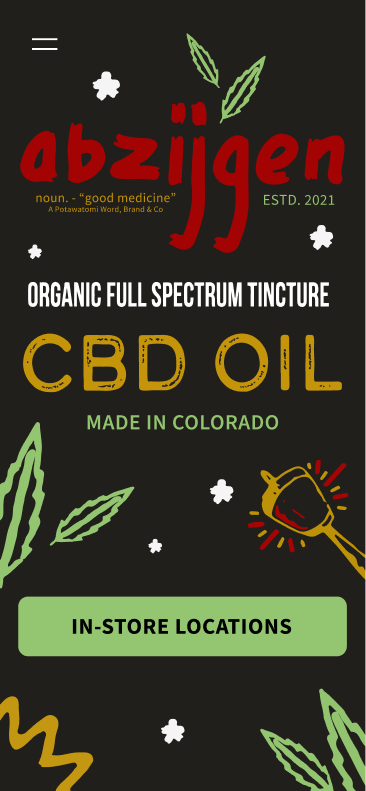 abzijgen
noun. - “good medicine”
A Potawatomi Word, Brand & Co
ESTD. 2021
ORGANIC FULL SPECTRUM TINCTURE
CBD OIL
MADE IN COLORADO
IN-STORE LOCATIONS